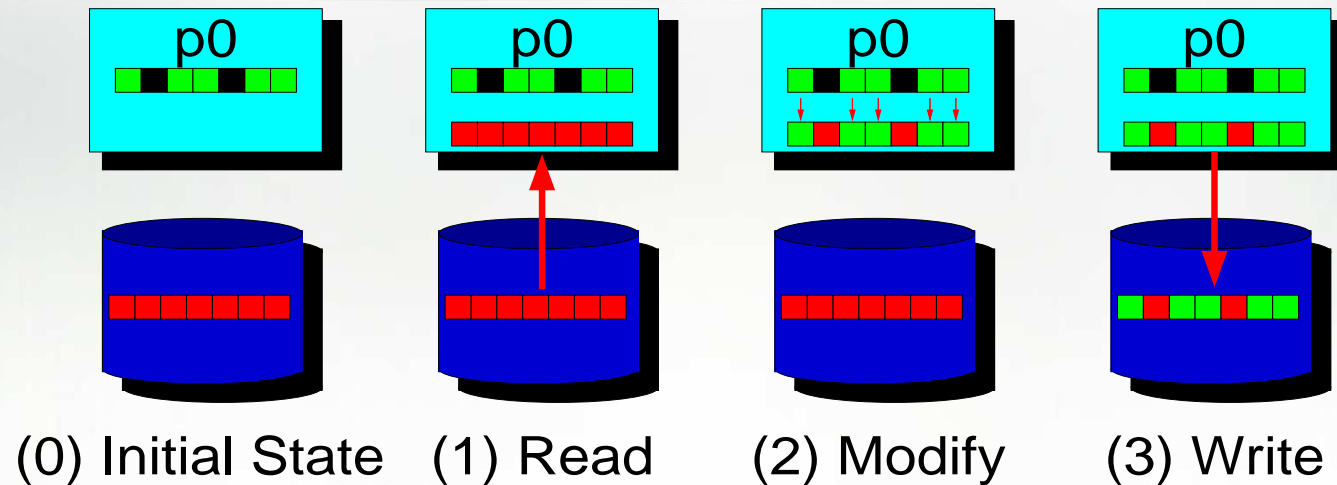 p0 p0 p0 p0
(0) Initial State (1) Read (2) Modify (3) Write